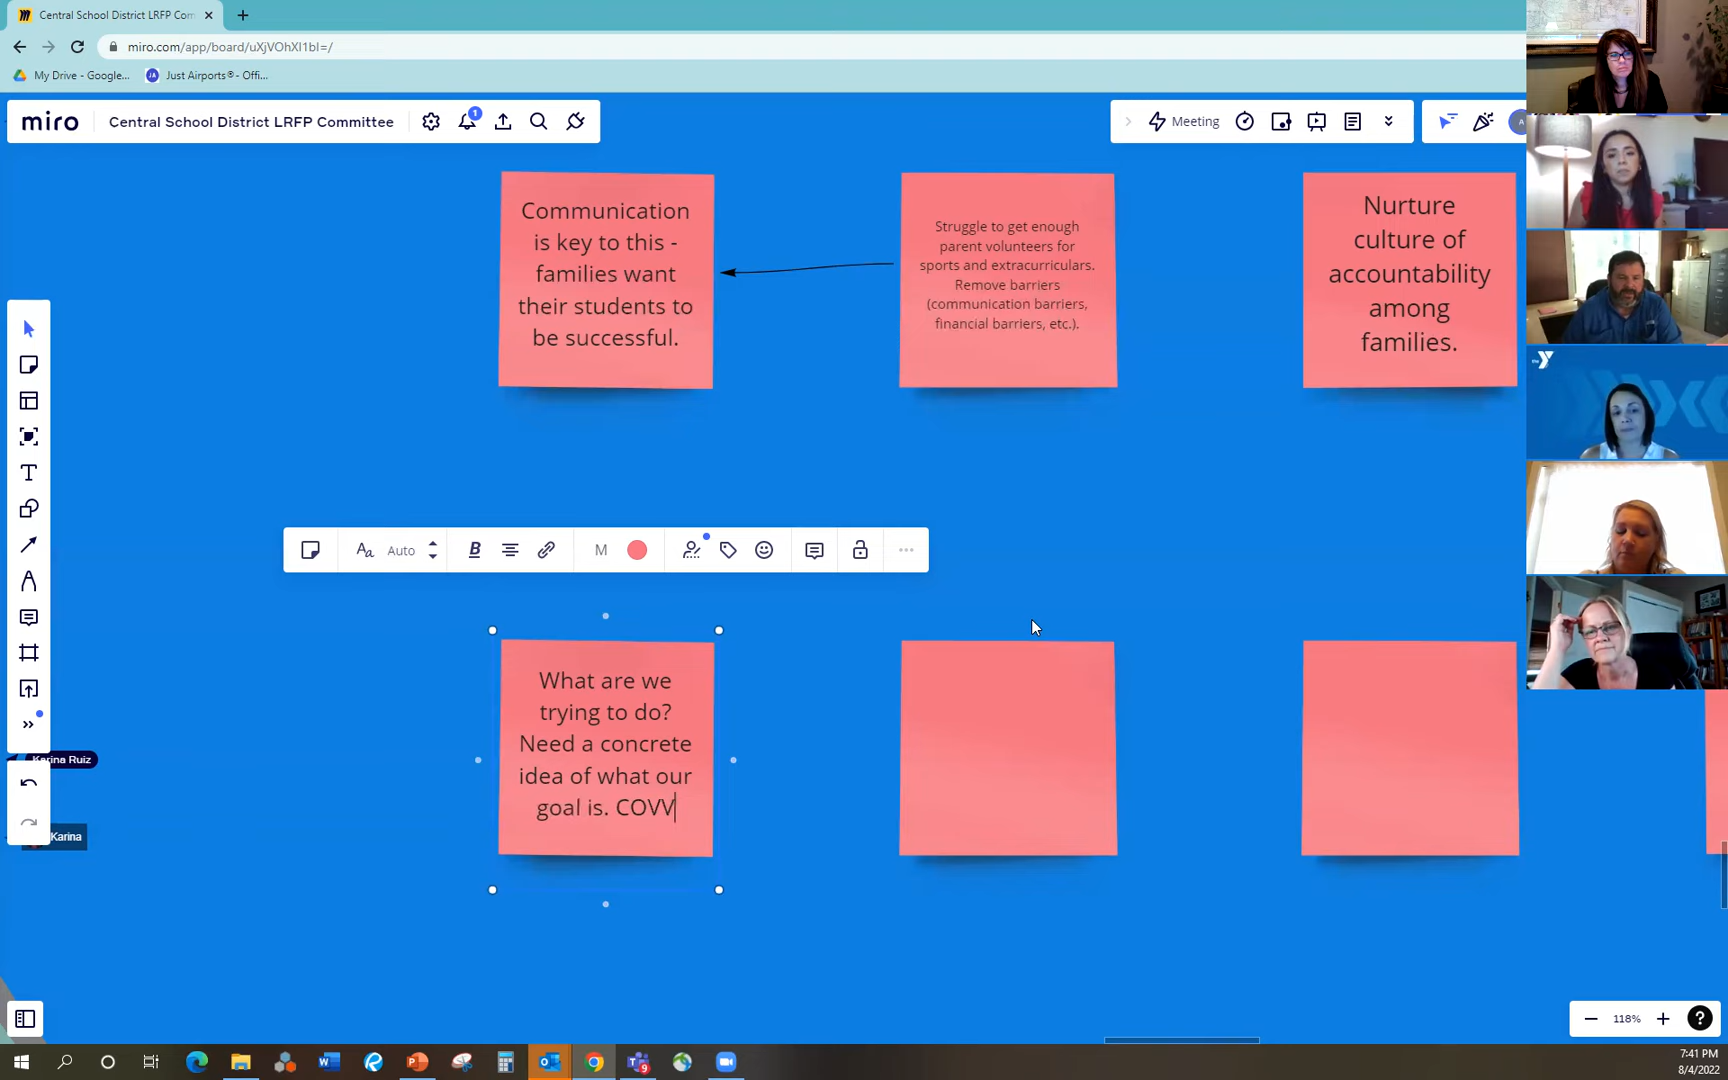 Central School District LRFP Com
miro.com/app/board/uXjVOhXI1bI=/
My Drive - Google...
JA
Just Airports® - Offi...
miro
Central School District LRFP Committee
1
Meeting
A
Communication
is key to this -
families want
their students to
be successful.
Struggle to get enough
parent volunteers for
sports and extracurriculars.
Remove barriers
(communication barriers,
financial barriers, etc.).
Nurture
culture of
accountability
among
families.
the Y
Aa
Auto
B
M
What are we
trying to do?
Need a concrete
idea of what our
goal is. COVV
Karina Ruiz
Karina
118%
7:41 PM
8/4/2022